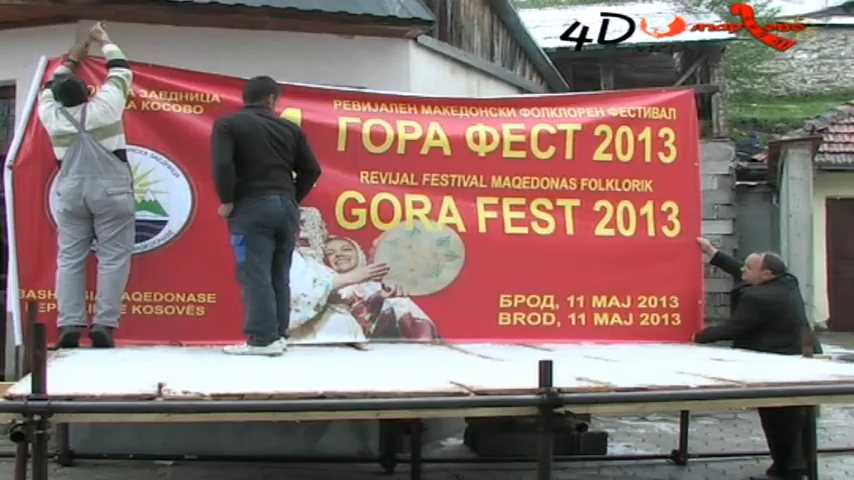 4D
ЗАЕДНИЦА
КОСОВО
РЕВИЈАЛЕН МАКЕДОНСКИ ФОЛКЛОРЕН ФЕСТИВАЛ
ГОРА ФЕСТ 2013
REVIJAL FESTIVAL MAQEDONAS FOLKLORIK
GORA FEST 2013
MAQEDONASE
KOSOVËS
БРОД, 11 МАЈ 2013
BROD, 11 MAJ 2013